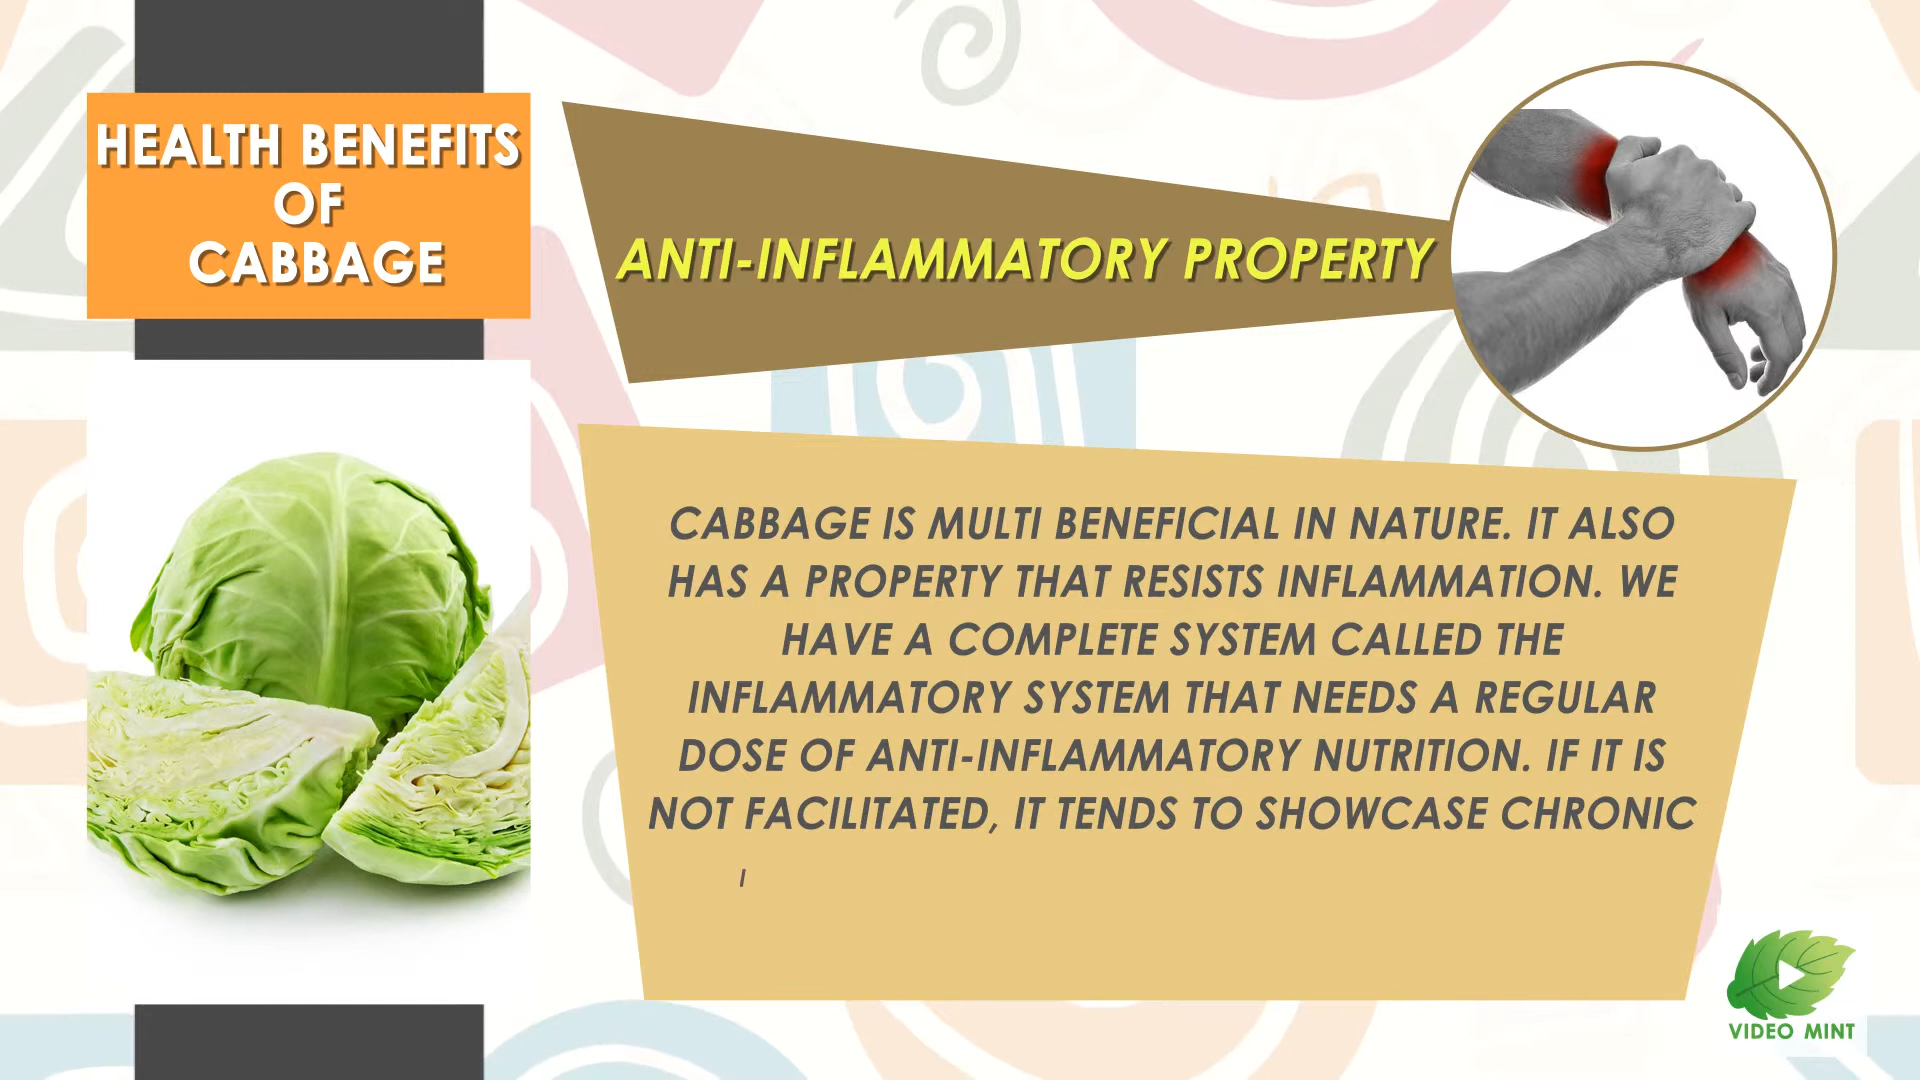 HEALTH BENEFITS
OF
CABBAGE
ANTI-INFLAMMATORY PROPERTY
CABBAGE IS MULTI BENEFICIAL IN NATURE. IT ALSO
HAS A PROPERTY THAT RESISTS INFLAMMATION. WE
HAVE A COMPLETE SYSTEM CALLED THE
INFLAMMATORY SYSTEM THAT NEEDS A REGULAR
DOSE OF ANTI-INFLAMMATORY NUTRITION. IF IT IS
NOT FACILITATED, IT TENDS TO SHOWCASE CHRONIC
I
VIDEO MINT